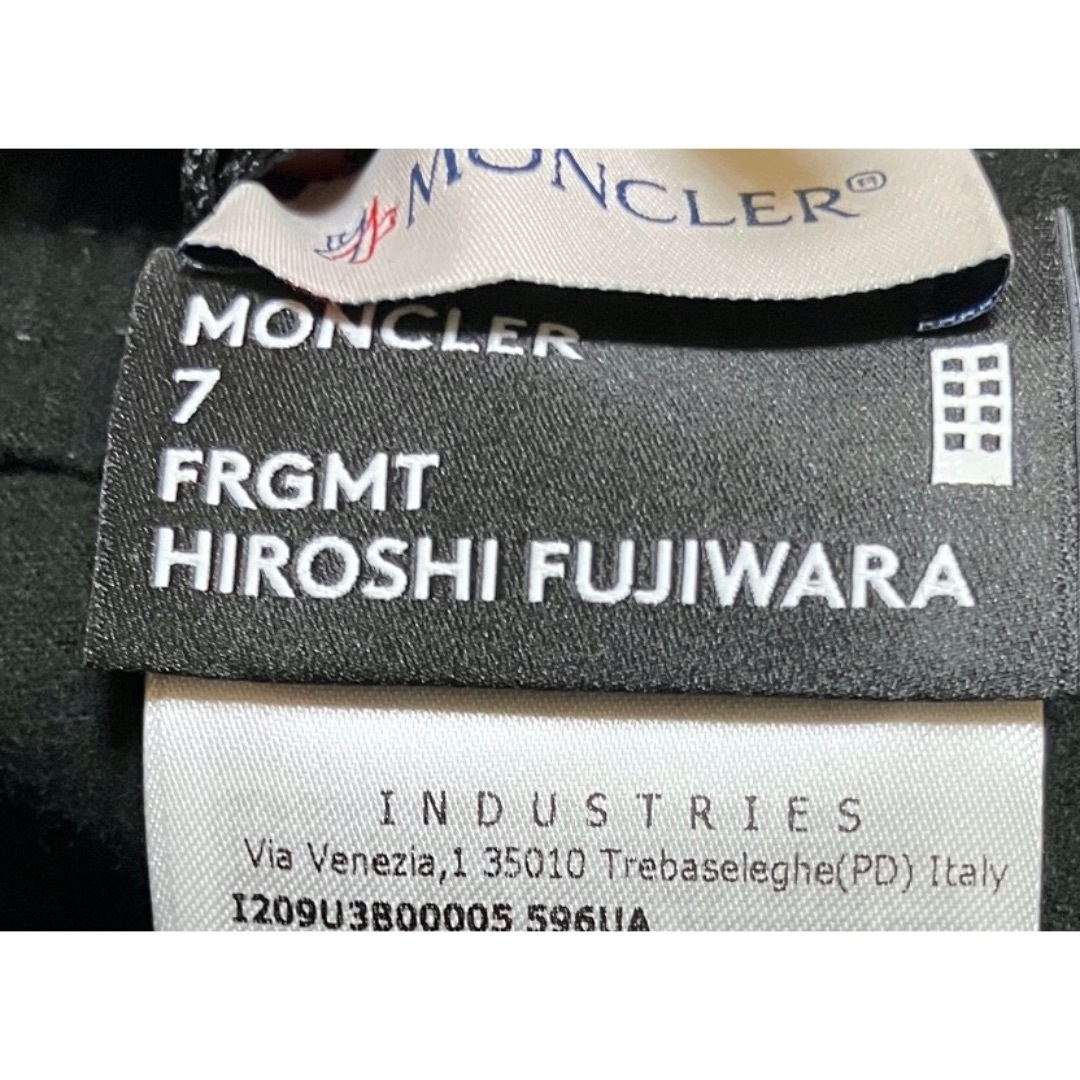 MONCLER®
MONCLER
7
FRGMT
HIROSHI FUJIWARA
INDUSTRIES
Via Venezia,1 35010 Trebaseleghe(PD) Italy
I209U3B00005 596UA